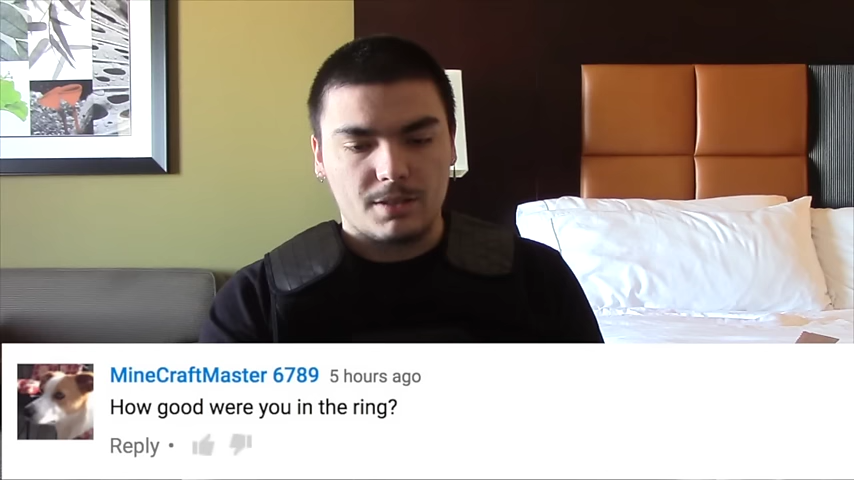 MineCraftMaster 6789 5 hours ago
How good were you in the ring?
Reply •